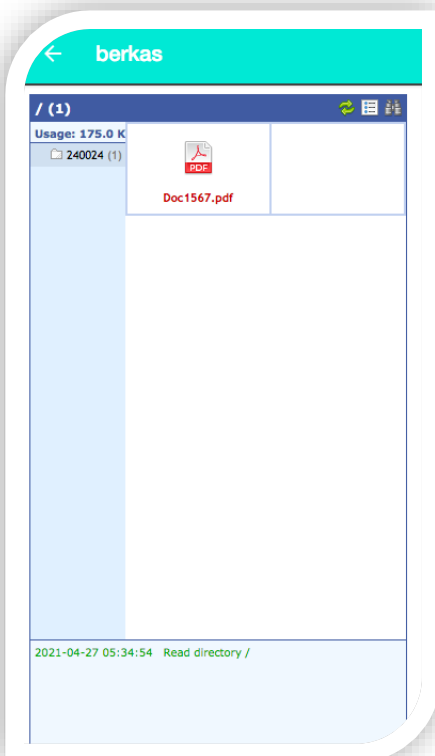 berkas
/ (1)
Usage: 175.0 K
240024 (1)
PDF
Doc1567.pdf
2021-04-27 05:34:54 Read directory /